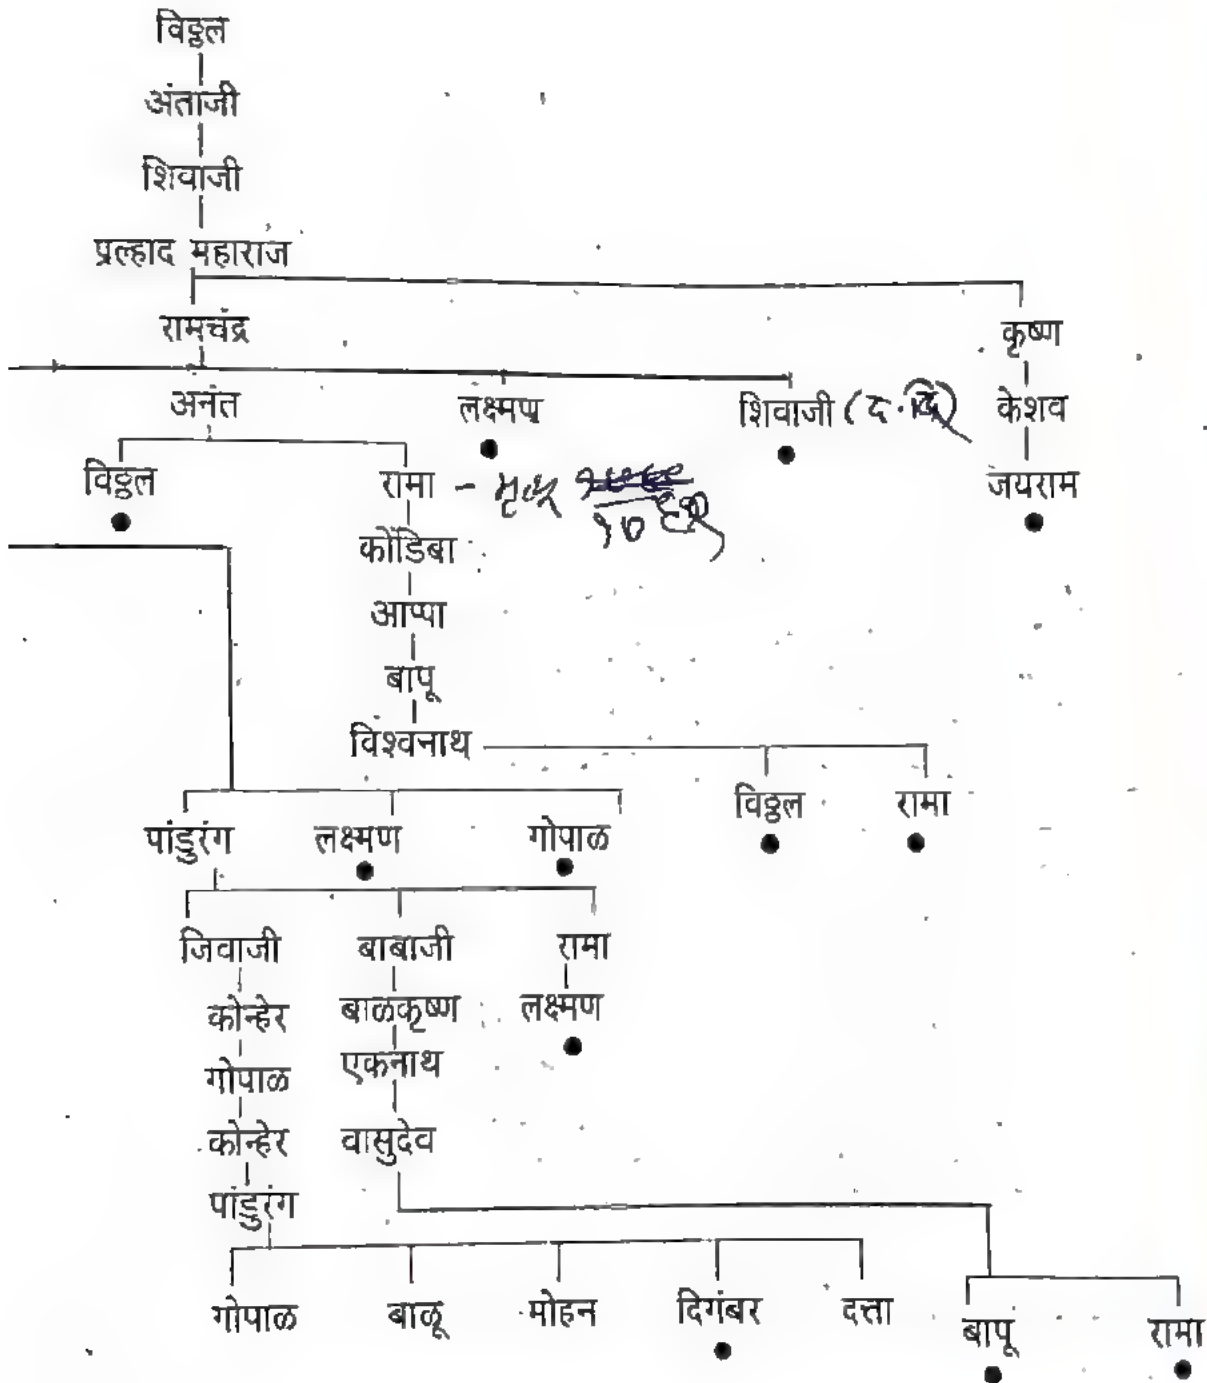 विठ्ठल
अंताजी
शिवाजी
प्रल्हाद महाराज
रामचंद्र कृष्ण
अनंत लक्ष्मण शिवाजी केशव
विठ्ठल रामा - मृत्यू जयराम
कोंडिबा
आप्पा
बापू
विश्वनाथ
विठ्ठल रामा
पांडुरंग लक्ष्मण गोपाळ
जिवाजी बाबाजी रामा
कोन्हेर बाळकृष्ण लक्ष्मण
गोपाळ एकनाथ
कोन्हेर वासुदेव
पांडुरंग
गोपाळ बाळू मोहन दिगंबर दत्ता बापू रामा